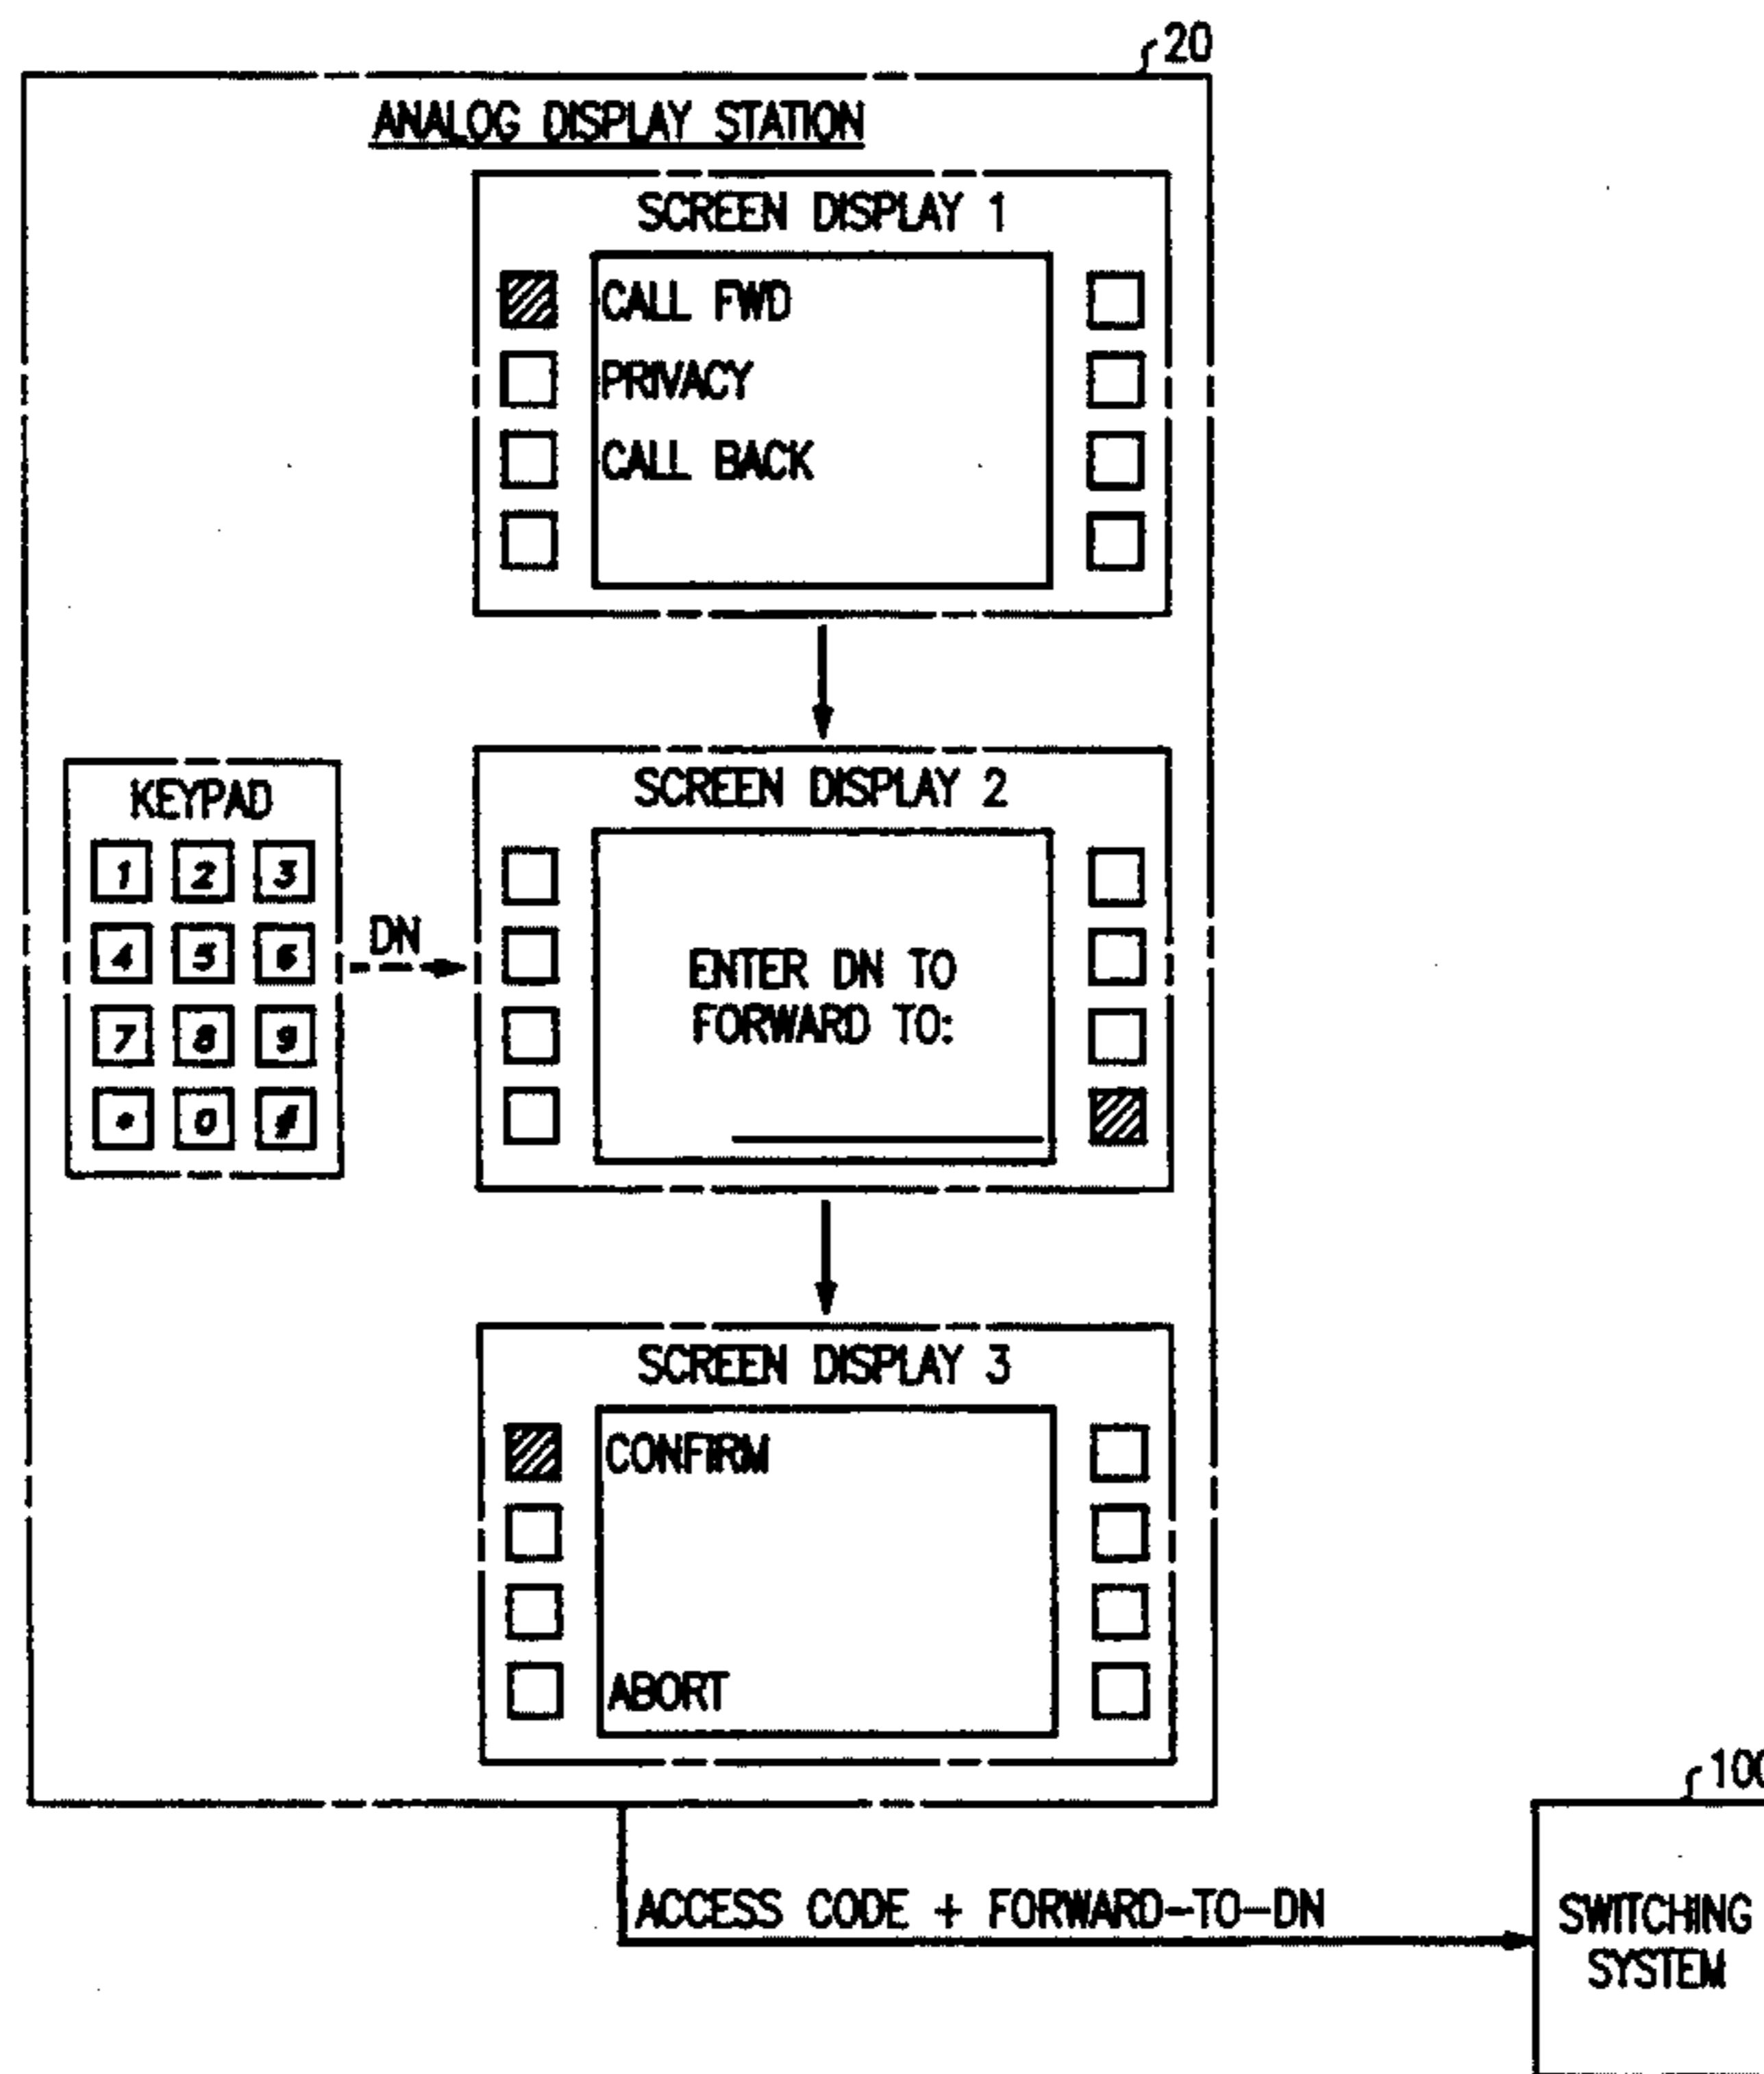 20
ANALOG DISPLAY STATION
SCREEN DISPLAY 1
CALL FWD
PRIVACY
CALL BACK
KEYPAD
1 2 3
4 5 6
7 8 9
* 0 #
DN
SCREEN DISPLAY 2
ENTER DN TO
FORWARD TO:
SCREEN DISPLAY 3
CONFIRM
ABORT
100
ACCESS CODE + FORWARD-TO-DN
SWITCHING
SYSTEM